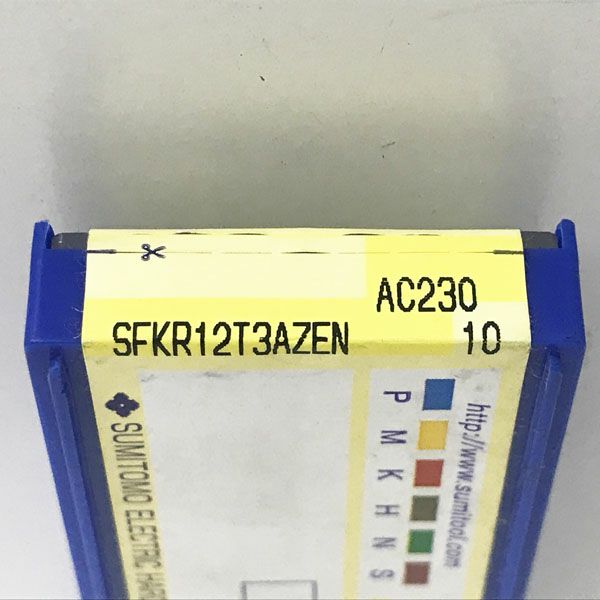 AC230
SFKR12T3AZEN 10
SUMITOMO ELECTRIC
http://www.sumitool.com
P M K H N S